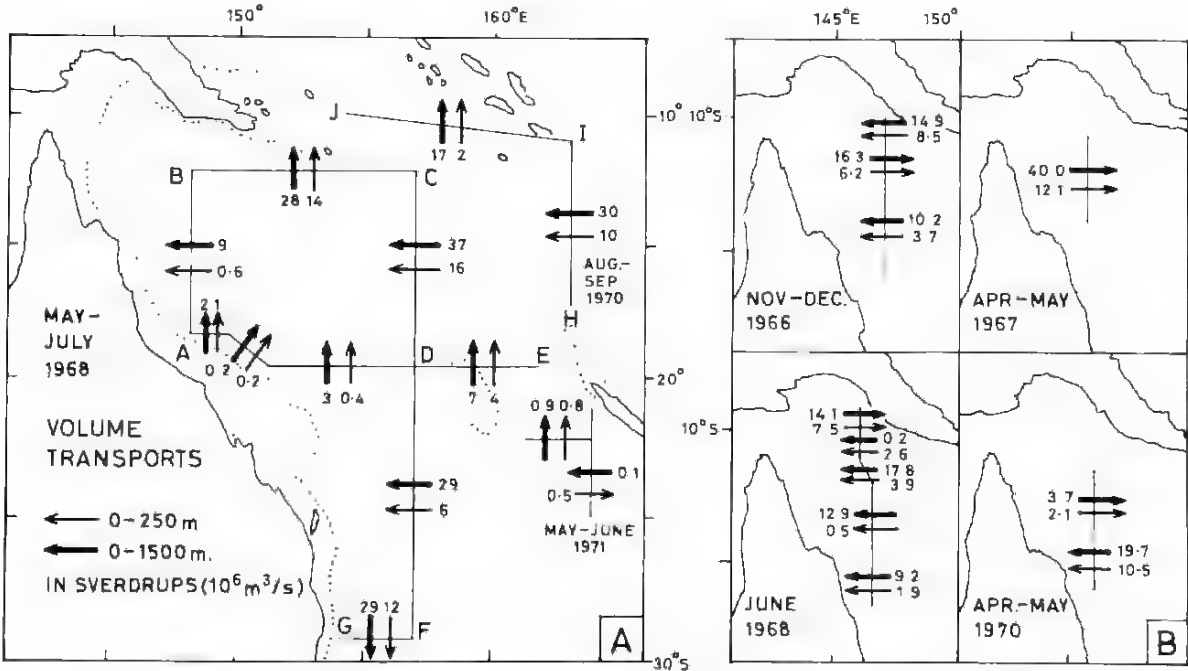 150°
160°E
145°E
150°
J
10°
10°S
I
17 2
B
C
28 14
30
10
9
0·6
37
16
AUG.-
SEP
1970
MAY-
JULY
1968
2 1
A
0 2
0·2
3 0·4
D
7 4
E
H
20°
0 9 0·8
0·1
0·5
MAY-JUNE
1971
VOLUME
TRANSPORTS
0-250 m
0-1500 m.
IN SVERDRUPS (10⁶m³/s)
29
6
29 12
G
F
30°S
A
14 9
8·5
16 3
6·2
10 2
3 7
NOV-DEC.
1966
40 0
12 1
APR-MAY
1967
10°S
14 1
7 5
0 2
2 6
17 8
3 9
12 9
0 5
9 2
1 9
JUNE
1968
3 7
2·1
19·7
10·5
APR.-MAY
1970
B